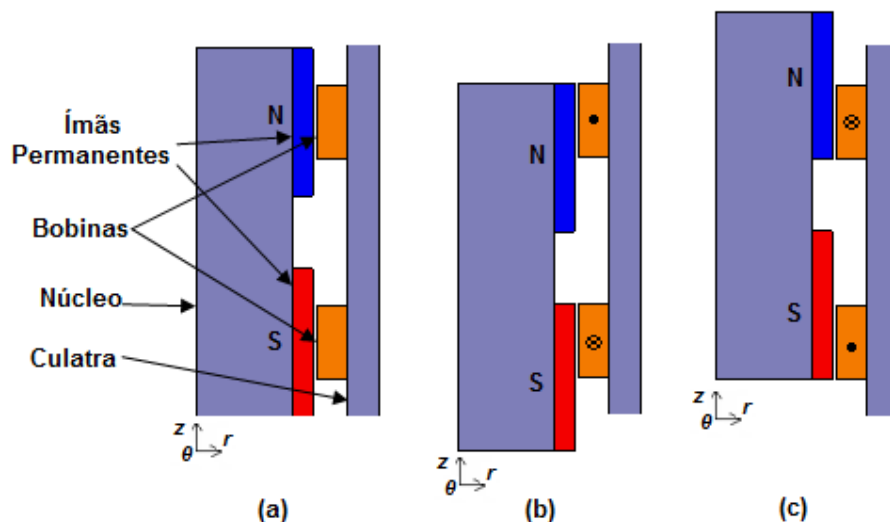 Ímãs
Permanentes
Bobinas
Núcleo
Culatra
N
S
z
θ
r
(a)
N
S
z
θ
r
(b)
N
S
z
θ
r
(c)